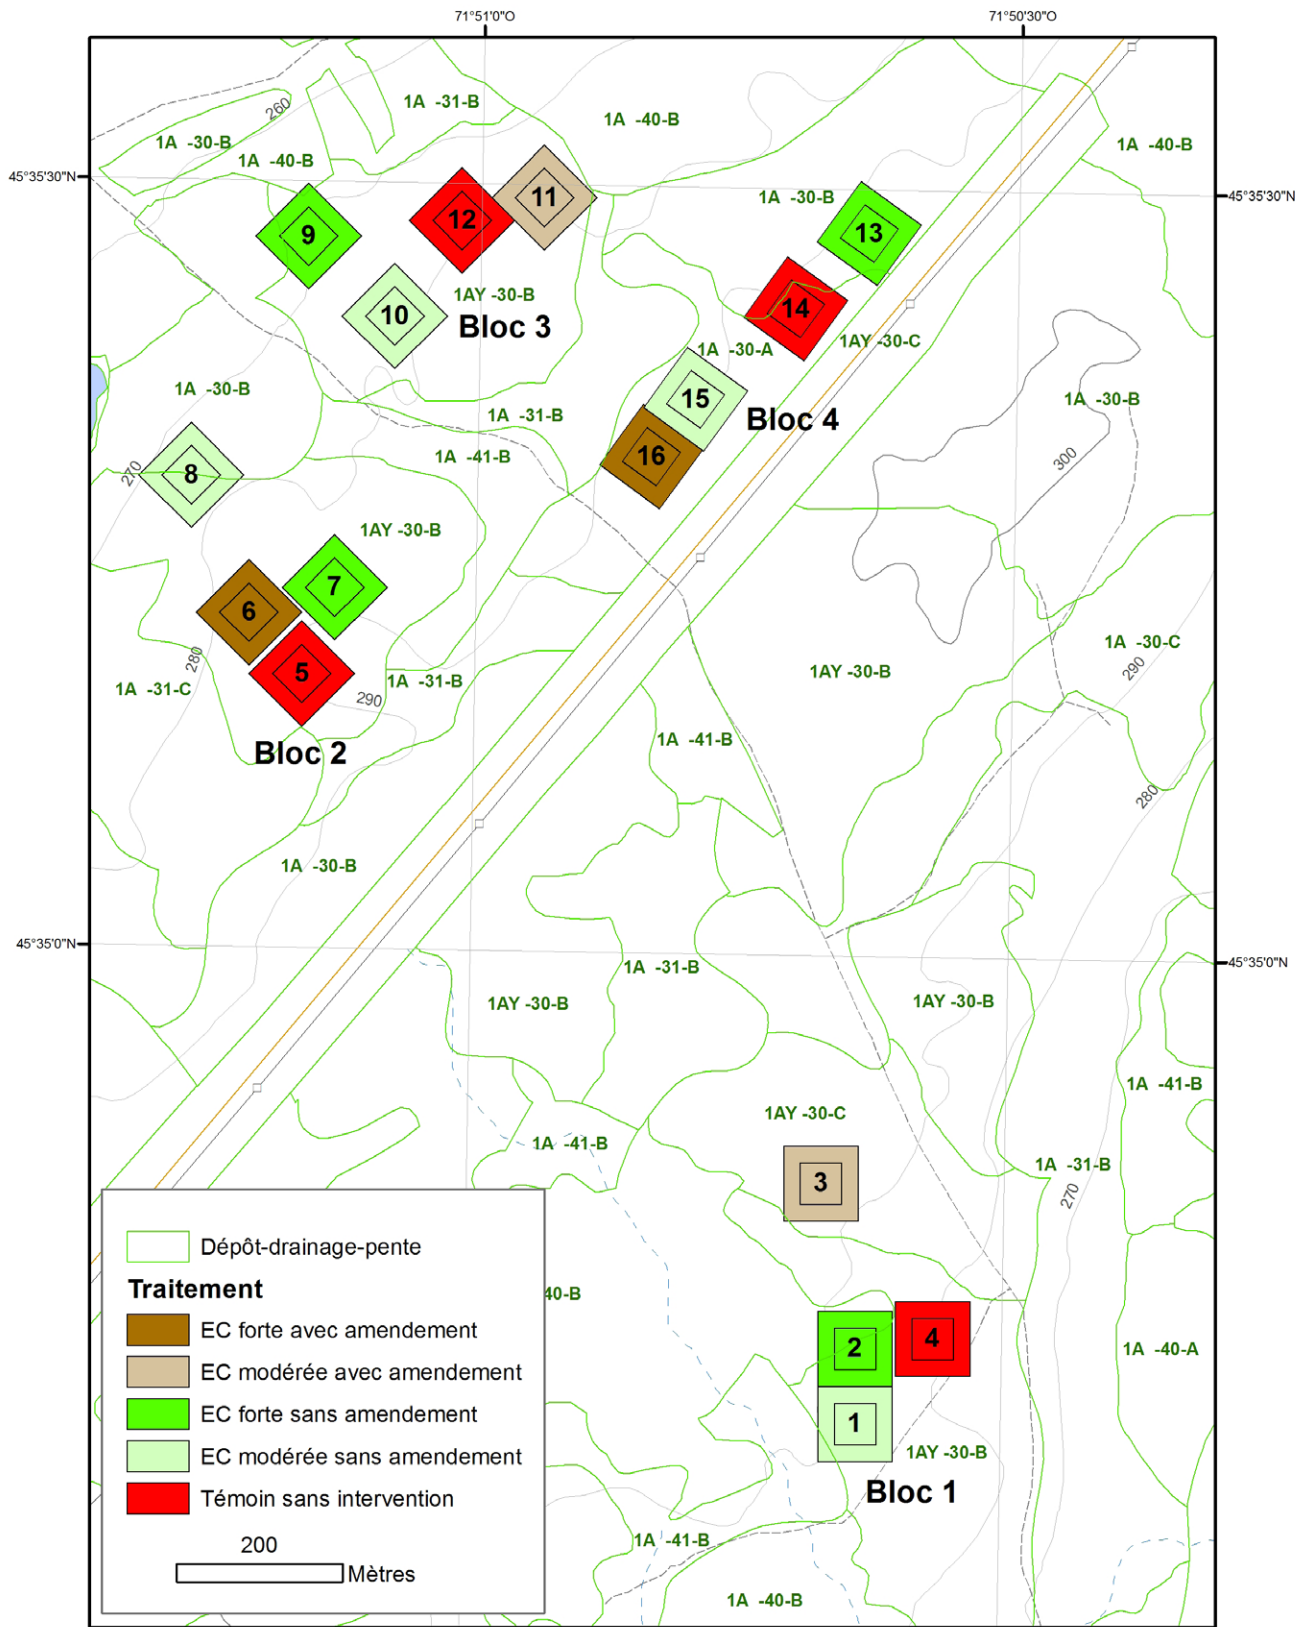 71°51'0"O
71°50'30"O
260
1A -31-B
1A -40-B
1A -30-B
1A -40-B
1A -40-B
45°35'30"N
45°35'30"N
11
12
9
1A -30-B
13
10
1AY -30-B
Bloc 3
14
1A -30-A
1AY -30-C
1A -30-B
15
Bloc 4
1A -30-B
1A -31-B
16
1A -41-B
300
270
8
1AY -30-B
7
6
280
5
1A -31-B
1A -31-C
290
1AY -30-B
1A -30-C
290
Bloc 2
1A -41-B
280
1A -30-B
45°35'0"N
45°35'0"N
1A -31-B
1AY -30-B
1AY -30-B
1A -41-B
1AY -30-C
1A -41-B
1A -31-B
3
270
40-B
2
4
1A -40-A
1
1AY -30-B
Bloc 1
1A -41-B
1A -40-B
Dépôt-drainage-pente
Traitement
EC forte avec amendement
EC modérée avec amendement
EC forte sans amendement
EC modérée sans amendement
Témoin sans intervention
200
Mètres